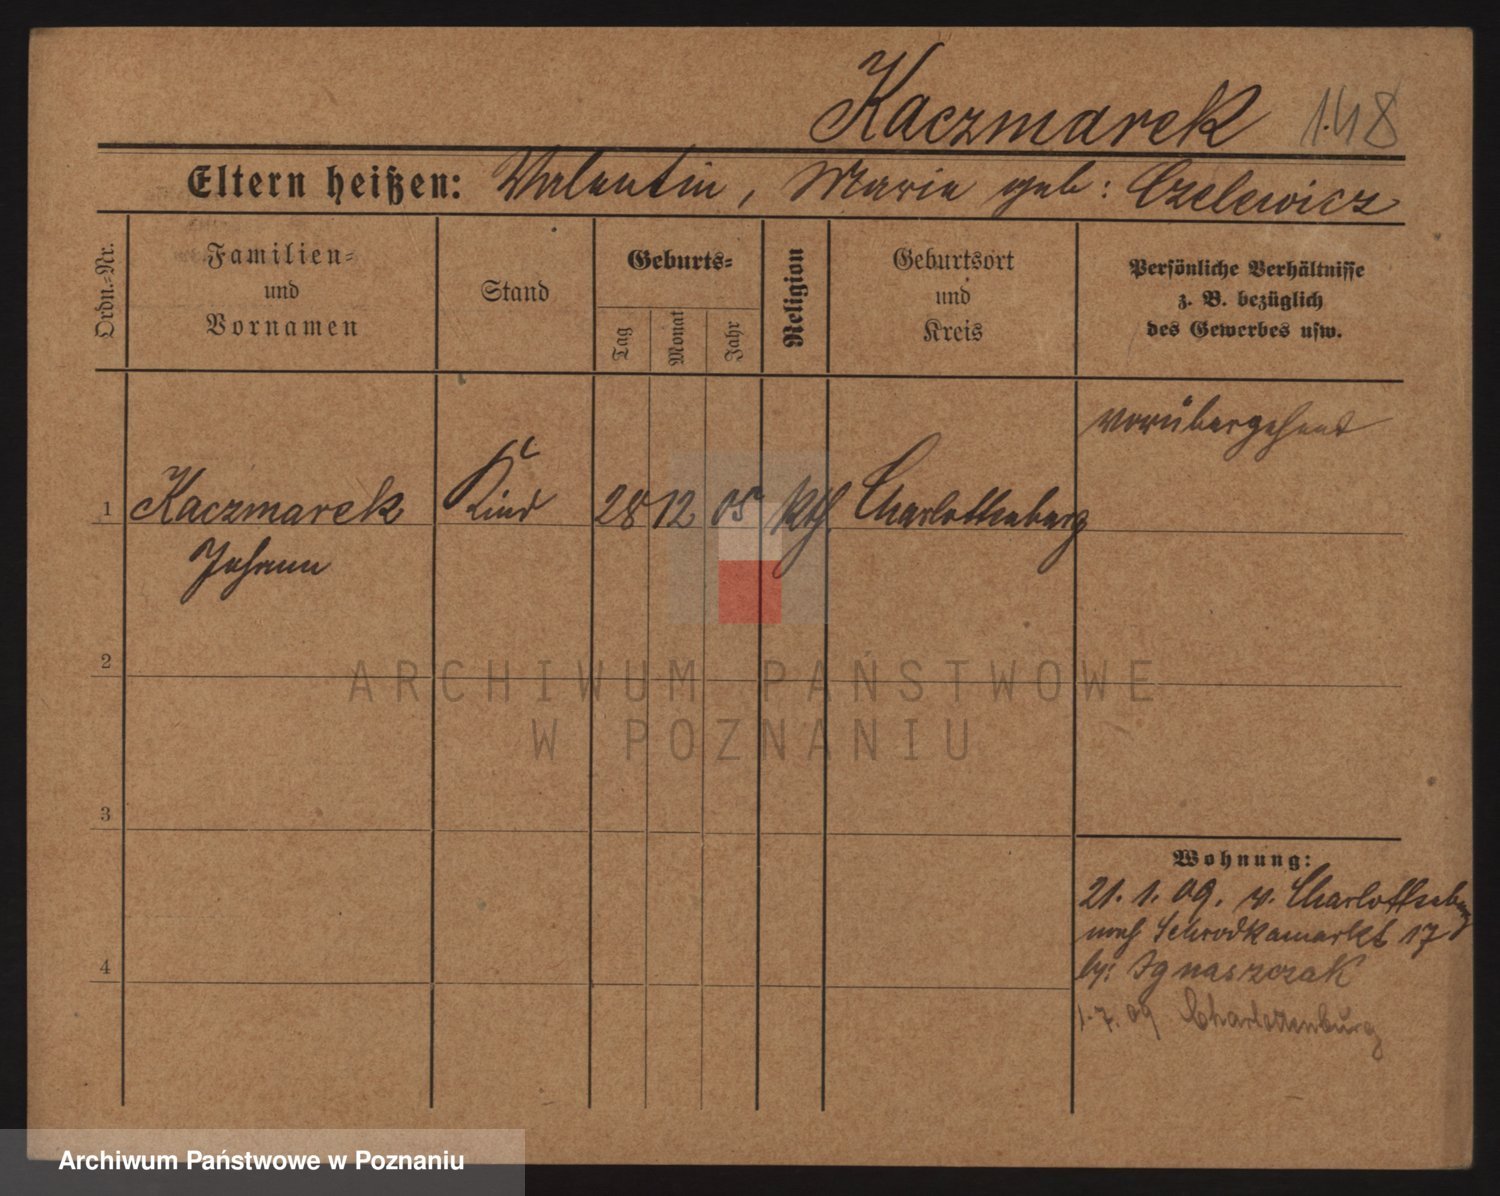 Kaczmarek 148
Eltern heißen: Valentin, Marie geb: Czelewicz
Ordn.-Nr.
Familien-
und
Vornamen
Stand
Geburts-
Tag
Monat
Jahr
Religion
Geburtsort
und
Kreis
Persönliche Verhältnisse
z. B. bezüglich
des Gewerbes usw.
vorübergehend
1 Kaczmarek Kind 28 12 05 kth. Charlottenburg
Johann
2
3
4
Wohnung:
21. 1. 09. v. Charlottenburg
nach Schrodkamarkt 17
by: Ignaszczak
1. 7. 09 Charlottenburg
ARCHIWUM PAŃSTWOWE
W POZNANIU
Archiwum Państwowe w Poznaniu